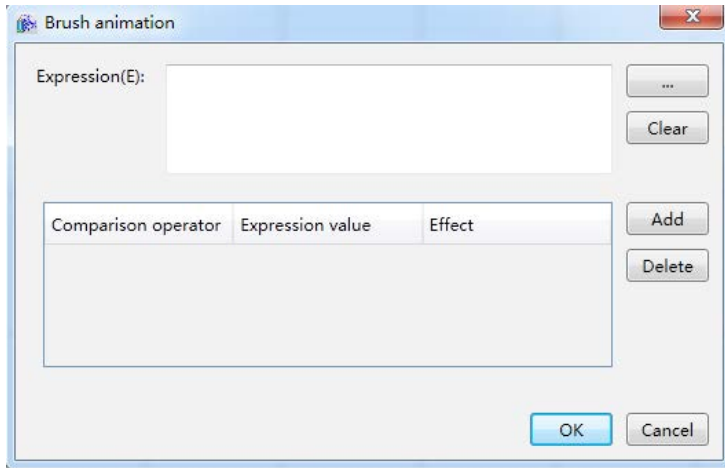 Brush animation
Expression(E):
...
Clear
Comparison operator Expression value Effect
Add
Delete
OK Cancel